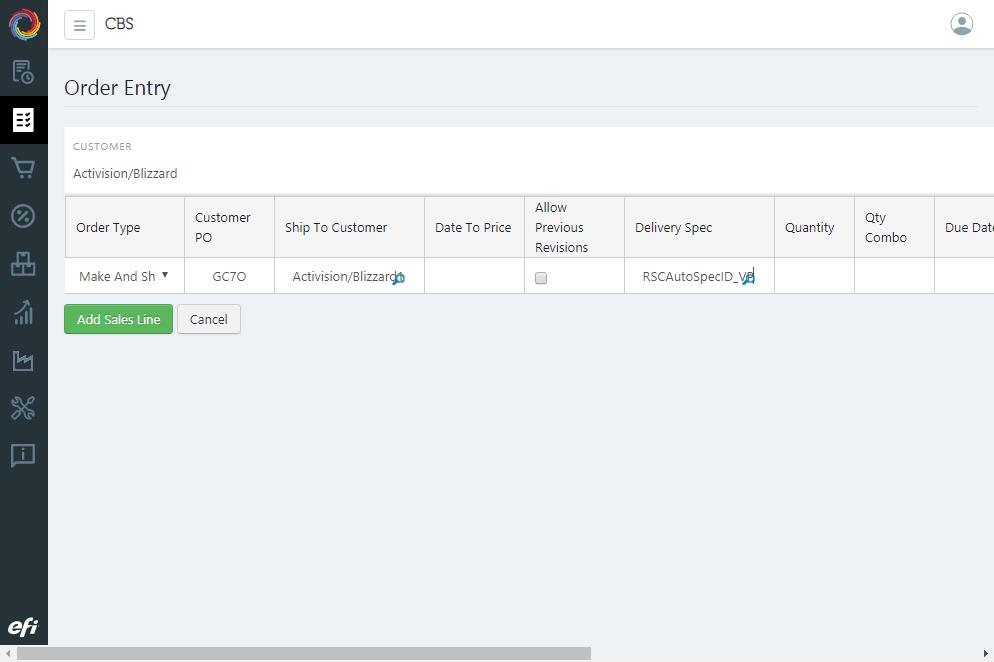 CBS
Order Entry
CUSTOMER
Activision/Blizzard
Order Type
Customer PO
Ship To Customer
Date To Price
Allow Previous Revisions
Delivery Spec
Quantity
Qty Combo
Due Date
Make And Sh
GC7O
Activision/Blizzard
RSCAutoSpecID_VP
Add Sales Line
Cancel
efi